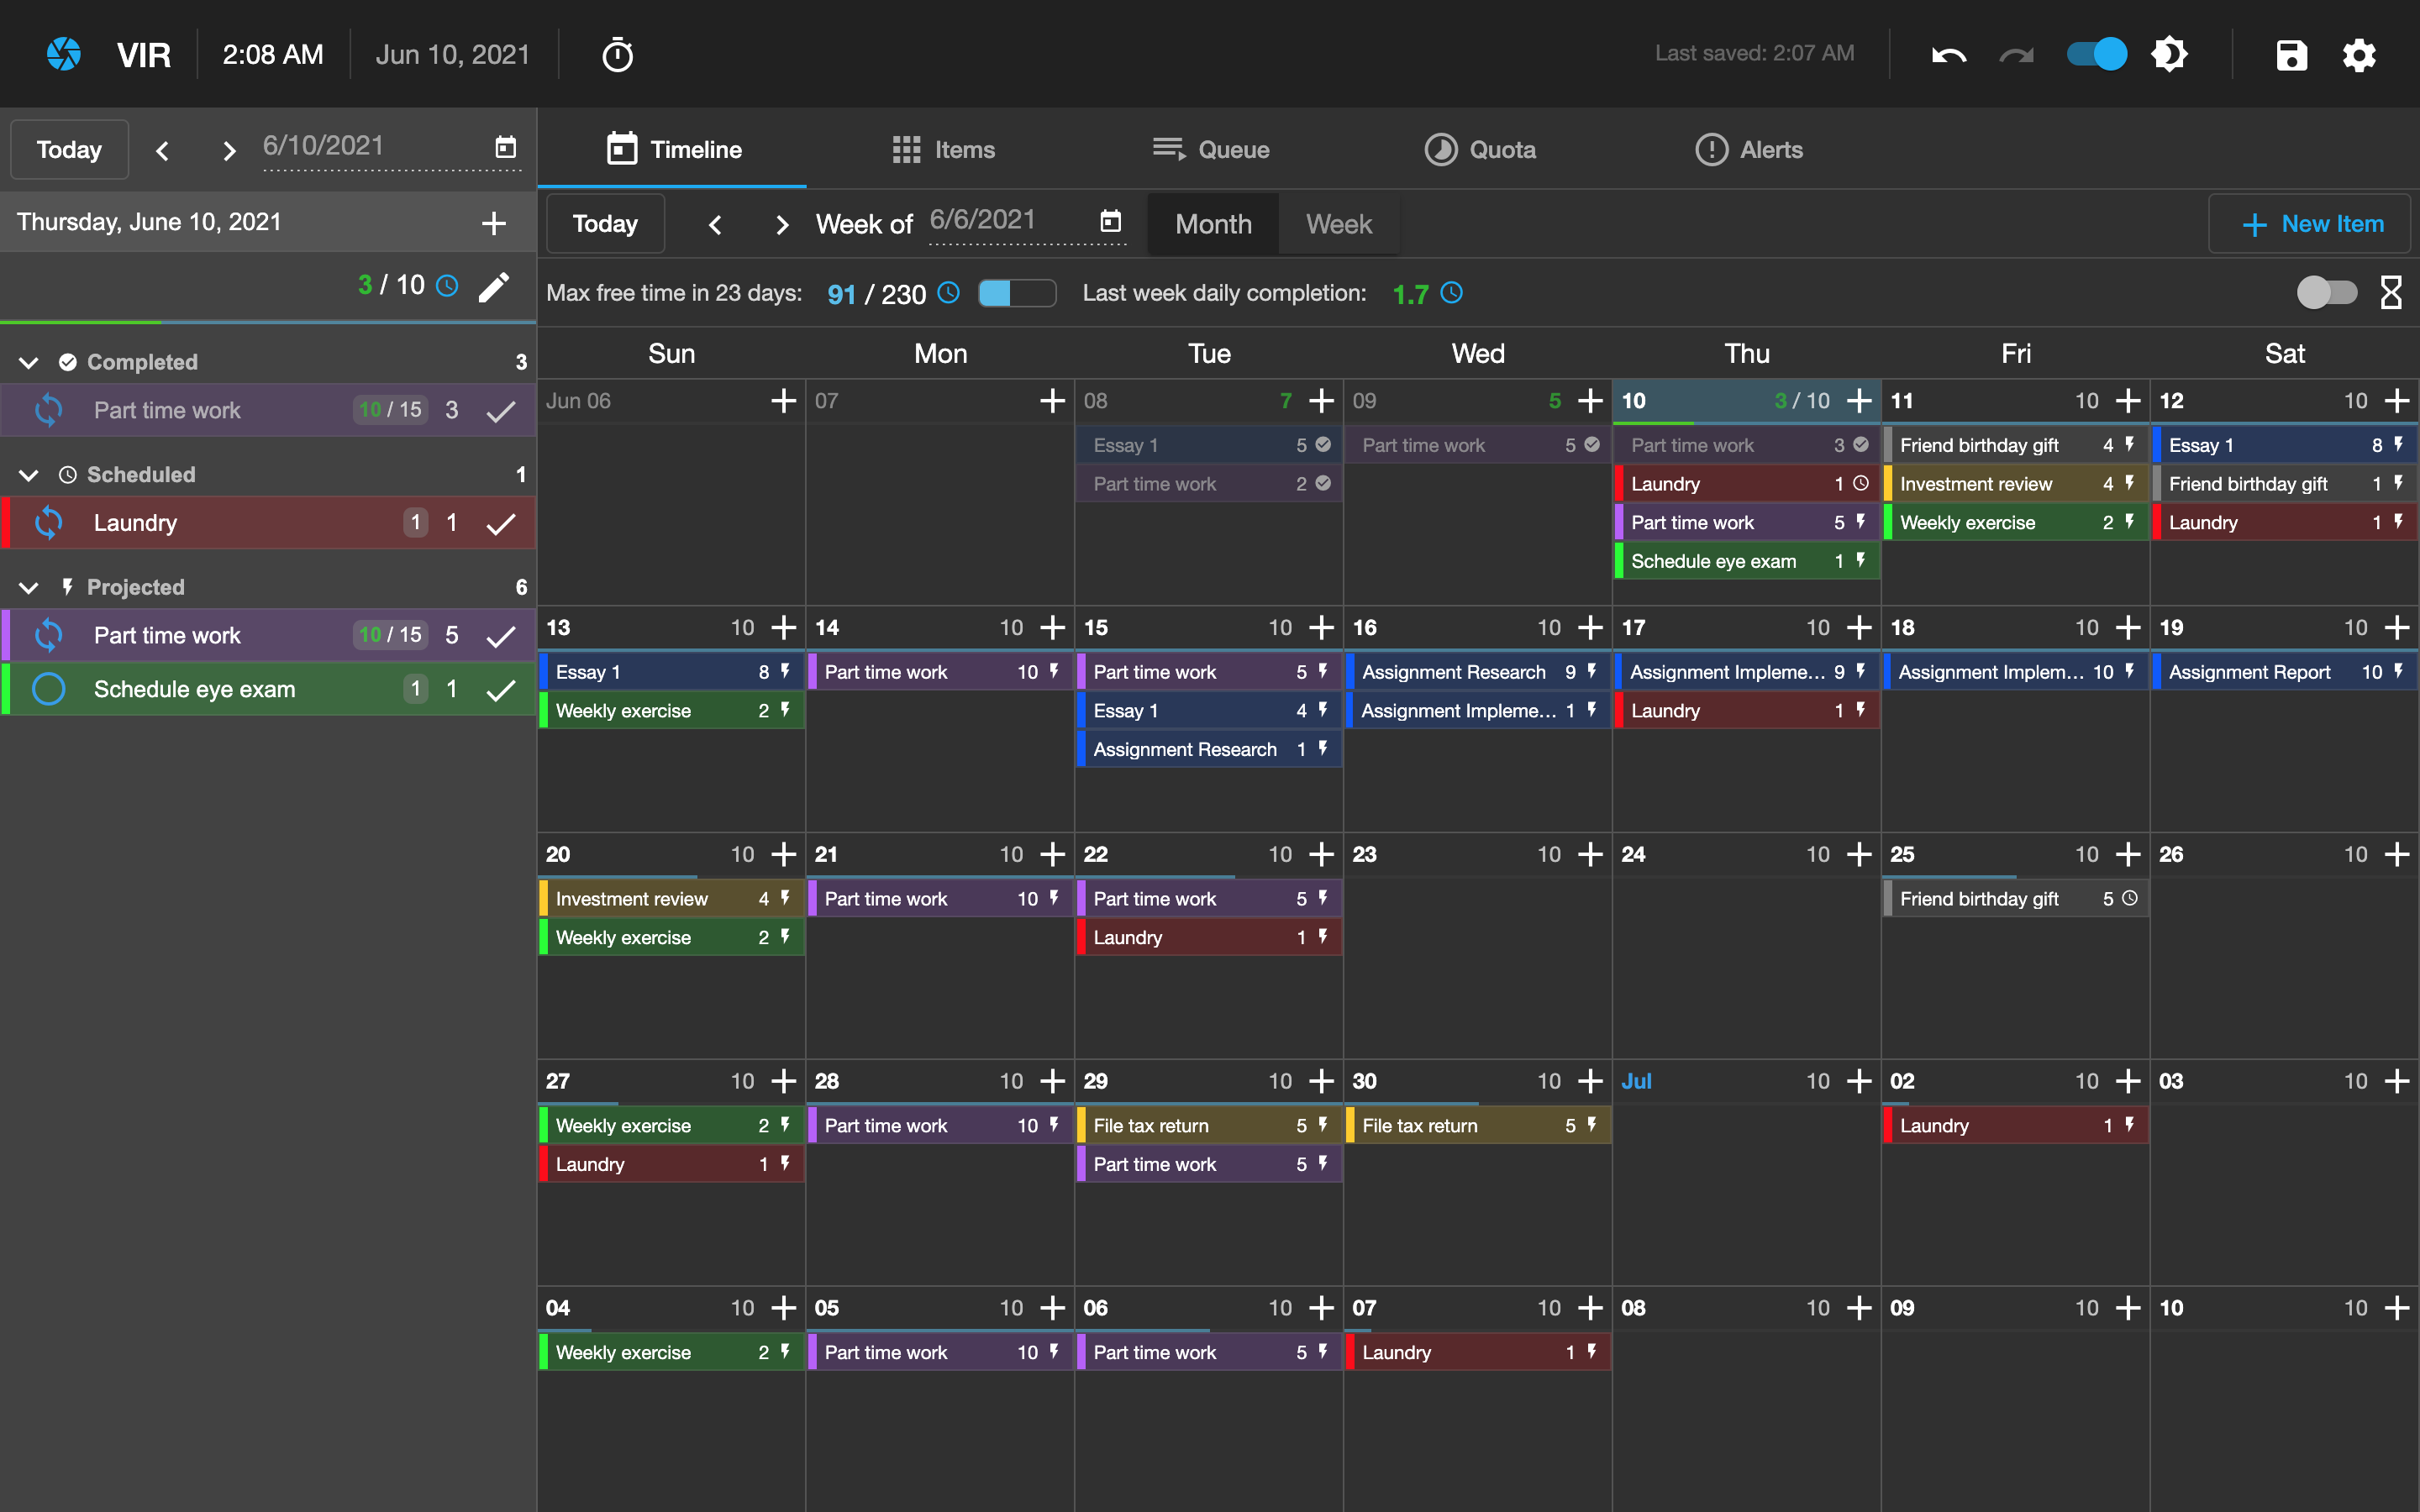 VIR 2:08 AM Jun 10, 2021 Last saved: 2:07 AM
Today 6/10/2021
Thursday, June 10, 2021
3 / 10
Completed 3
Part time work 10 / 15 3
Scheduled 1
Laundry 1 1
Projected 6
Part time work 10 / 15 5
Schedule eye exam 1 1
Timeline Items Queue Quota Alerts
Today Week of 6/6/2021 Month Week New Item
Max free time in 23 days: 91 / 230 Last week daily completion: 1.7
Sun Mon Tue Wed Thu Fri Sat
Jun 06 07 08 7 09 5 10 3 / 10 11 10 12 10
Essay 1 5 Part time work 5 Part time work 3 Friend birthday gift 4 Essay 1 8
Part time work 2 Laundry 1 Investment review 4 Friend birthday gift 1
Part time work 5 Weekly exercise 2 Laundry 1
Schedule eye exam 1
13 10 14 10 15 10 16 10 17 10 18 10 19 10
Essay 1 8 Part time work 10 Part time work 5 Assignment Research 9 Assignment Impleme... 9 Assignment Implem... 10 Assignment Report 10
Weekly exercise 2 Essay 1 4 Assignment Impleme... 1 Laundry 1
Assignment Research 1
20 10 21 10 22 10 23 10 24 10 25 10 26 10
Investment review 4 Part time work 10 Part time work 5 Friend birthday gift 5
Weekly exercise 2 Laundry 1
27 10 28 10 29 10 30 10 Jul 10 02 10 03 10
Weekly exercise 2 Part time work 10 File tax return 5 File tax return 5 Laundry 1
Laundry 1 Part time work 5
04 10 05 10 06 10 07 10 08 10 09 10 10 10
Weekly exercise 2 Part time work 10 Part time work 5 Laundry 1